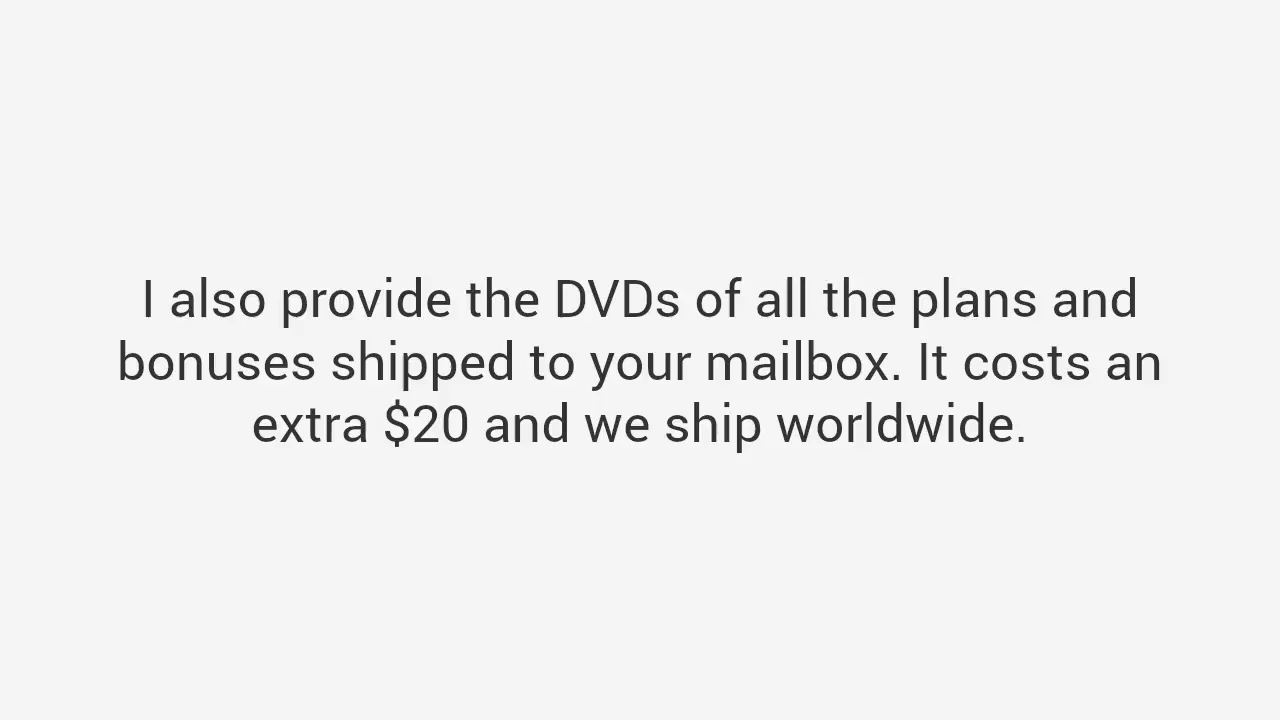 I also provide the DVDs of all the plans and
bonuses shipped to your mailbox. It costs an
extra $20 and we ship worldwide.